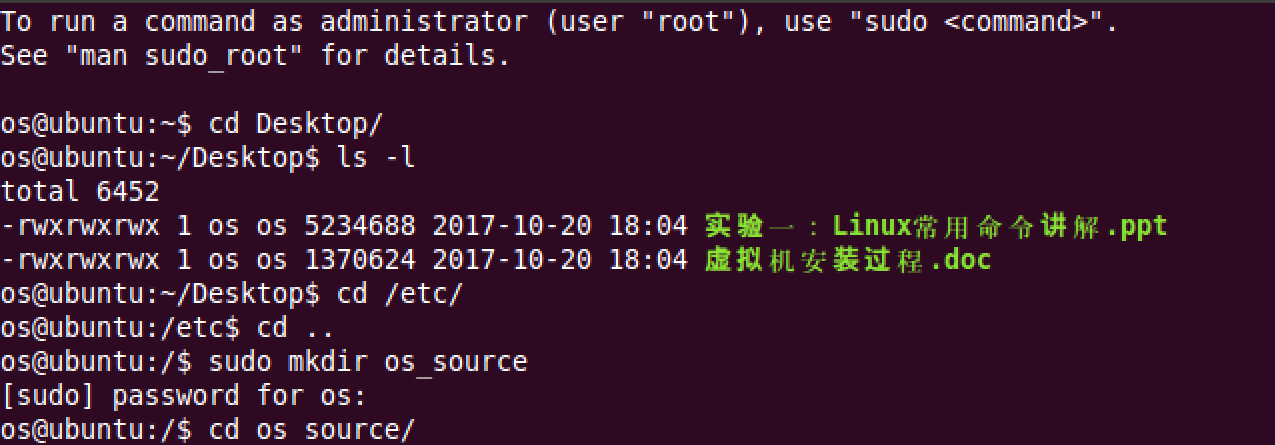 To run a command as administrator (user "root"), use "sudo <command>".
See "man sudo_root" for details.
os@ubuntu:~$ cd Desktop/
os@ubuntu:~/Desktop$ ls -l
total 6452
-rwxrwxrwx 1 os os 5234688 2017-10-20 18:04 实验一：Linux常用命令讲解.ppt
-rwxrwxrwx 1 os os 1370624 2017-10-20 18:04 虚拟机安装过程.doc
os@ubuntu:~/Desktop$ cd /etc/
os@ubuntu:/etc$ cd ..
os@ubuntu:/$ sudo mkdir os_source
[sudo] password for os:
os@ubuntu:/$ cd os source/